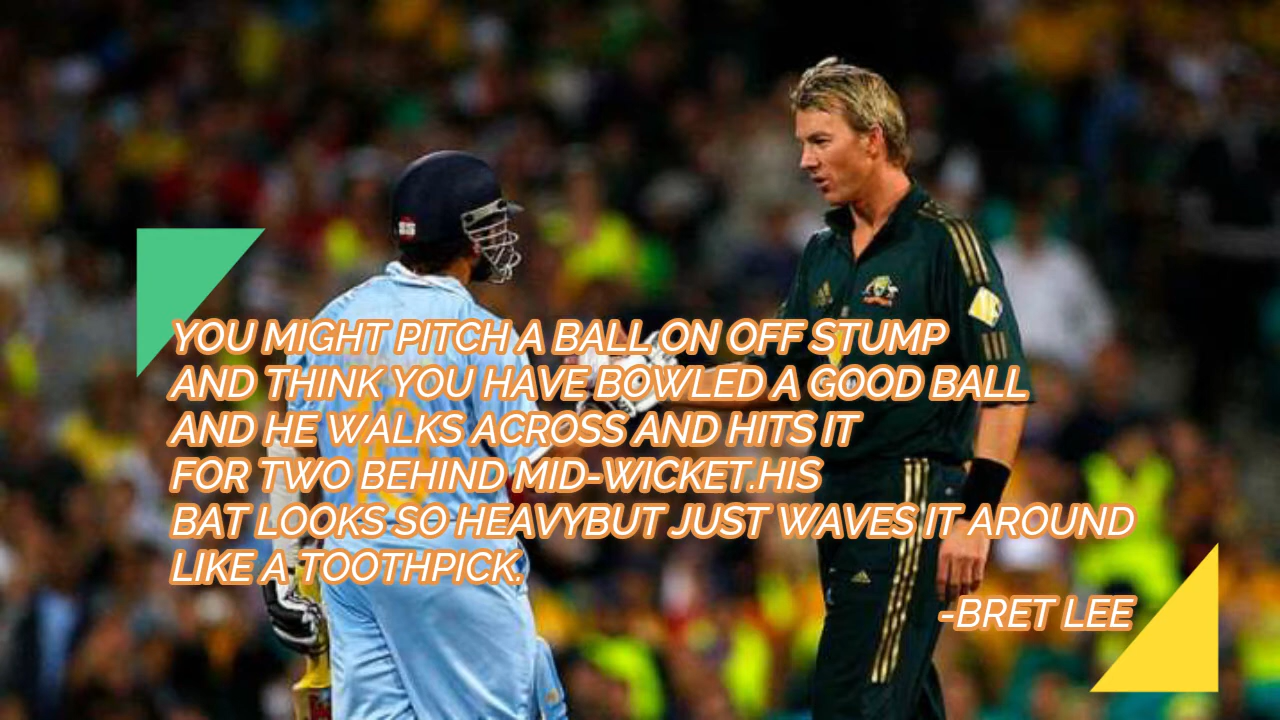 YOU MIGHT PITCH A BALL ON OFF STUMP
AND THINK YOU HAVE BOWLED A GOOD BALL
AND HE WALKS ACROSS AND HITS IT
FOR TWO BEHIND MID-WICKET.HIS
BAT LOOKS SO HEAVYBUT JUST WAVES IT AROUND
LIKE A TOOTHPICK.
-BRET LEE